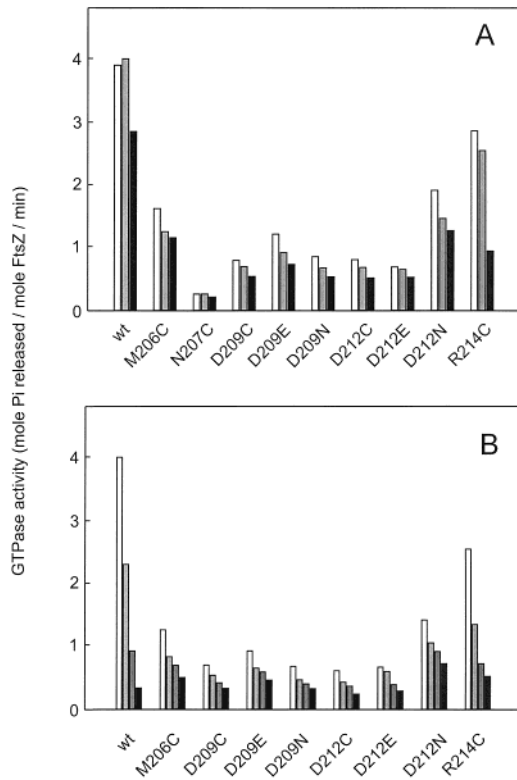 A
4
3
2
1
0
wt
M206C
N207C
D209C
D209E
D209N
D212C
D212E
D212N
R214C
GTPase activity (mole Pi released / mole FtsZ / min)
B
4
3
2
1
0
wt
M206C
D209C
D209E
D209N
D212C
D212E
D212N
R214C